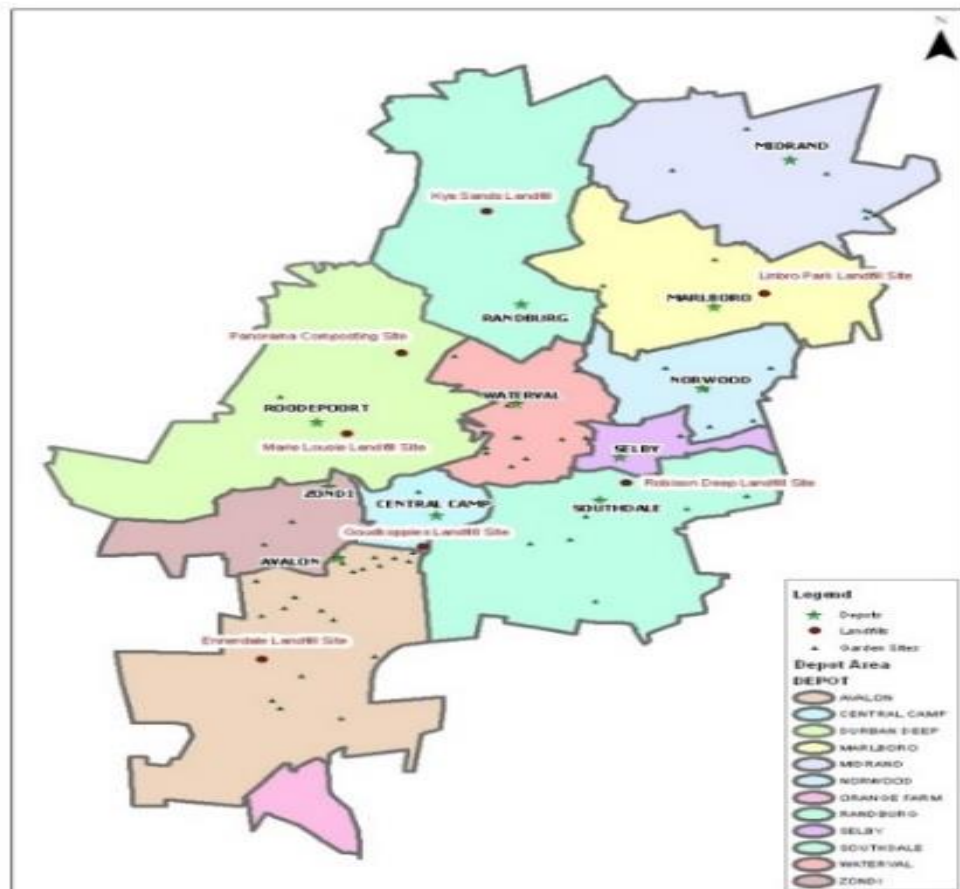 N
MIDRAND
Kya Sands Landfill
Linbro Park Landfill Site
MARLBORO
RANDBURG
Panorama Composting Site
NORWOOD
WATERVAL
ROODEPOORT
Marie Lousie Landfill Site
SELBY
Robison Deep Landfill Site
ZONDI
CENTRAL CAMP
SOUTHDALE
Goudkoppies Landfill Site
AVALON
Ennerdale Landfill Site
Legend
Depots
Landfills
Garden Sites
Depot Area
DEPOT
AVALON
CENTRAL CAMP
DURBAN DEEP
MARLBORO
MIDRAND
NORWOOD
ORANGE FARM
RANDBURG
SELBY
SOUTHDALE
WATERVAL
ZONDI